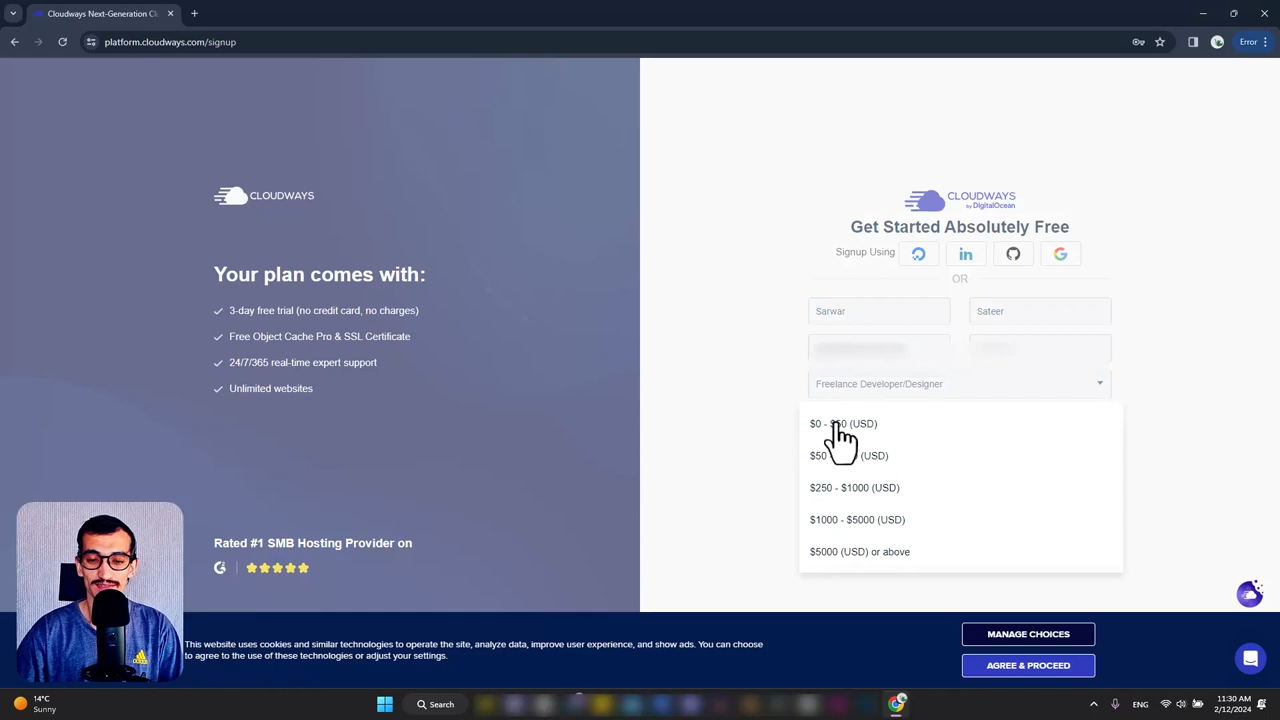 Cloudways Next-Generation C
platform.cloudways.com/signup
Error
CLOUDWAYS
Your plan comes with:
3-day free trial (no credit card, no charges)
Free Object Cache Pro & SSL Certificate
24/7/365 real-time expert support
Unlimited websites
Rated #1 SMB Hosting Provider on
CLOUDWAYS
by DigitalOcean
Get Started Absolutely Free
Signup Using
OR
Sarwar
Sateer
Freelance Developer/Designer
$0 - $50 (USD)
$50 (USD)
$250 - $1000 (USD)
$1000 - $5000 (USD)
$5000 (USD) or above
This website uses cookies and similar technologies to operate the site, analyze data, improve user experience, and show ads. You can choose
to agree to the use of these technologies or adjust your settings.
MANAGE CHOICES
AGREE & PROCEED
14°C
Sunny
Search
ENG
11:30 AM
2/12/2024